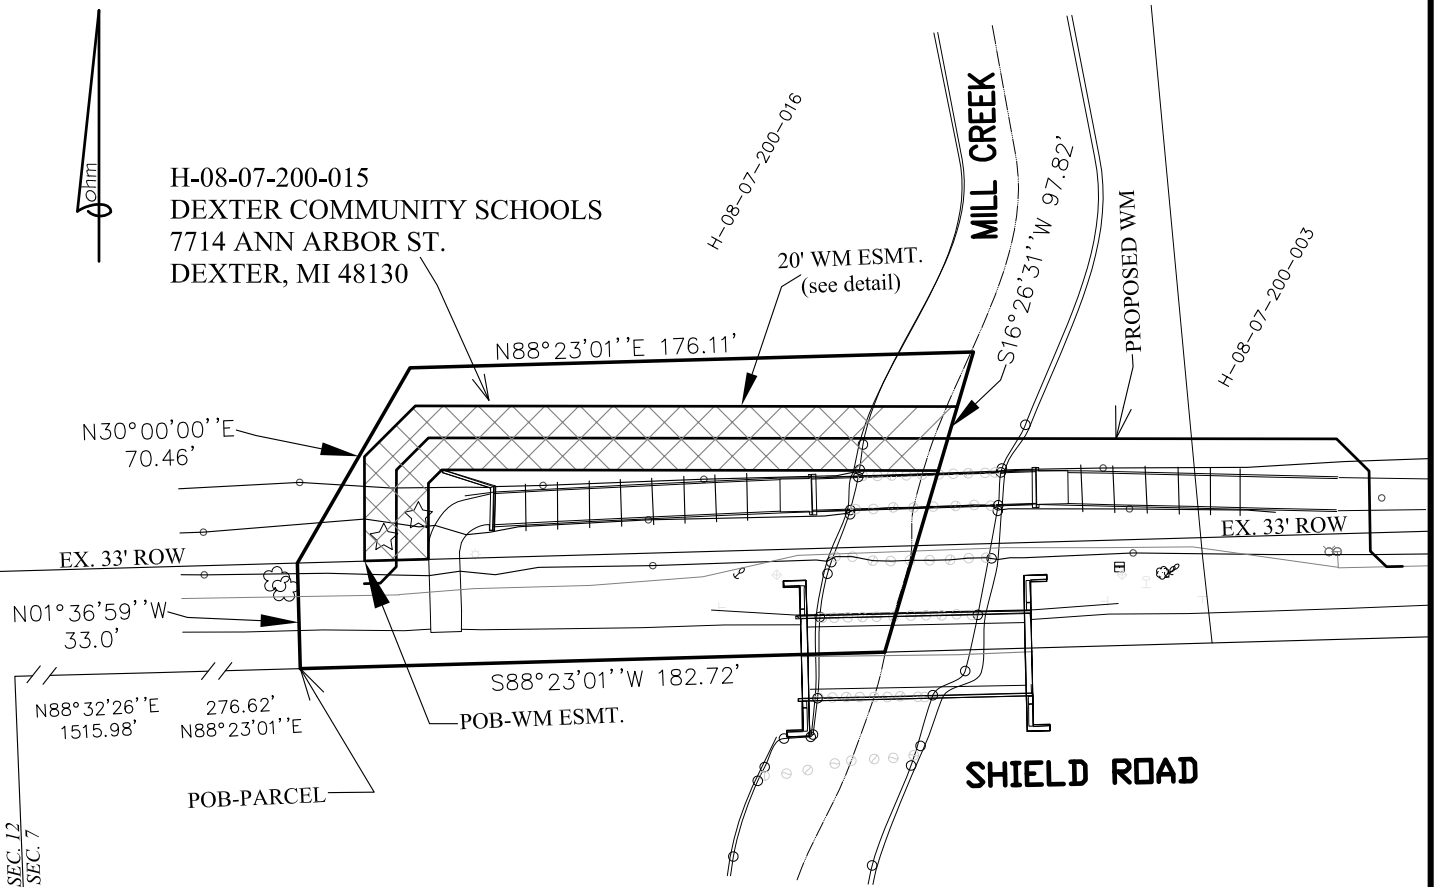 ohm
H-08-07-200-015
DEXTER COMMUNITY SCHOOLS
7714 ANN ARBOR ST.
DEXTER, MI 48130
H-08-07-200-016
MILL CREEK
S16°26'31''W 97.82'
PROPOSED WM
H-08-07-200-003
20' WM ESMT.
(see detail)
N88°23'01''E 176.11'
N30°00'00''E
70.46'
EX. 33' ROW
EX. 33' ROW
N01°36'59''W
33.0'
S88°23'01''W 182.72'
N88°32'26''E
1515.98'
276.62'
N88°23'01''E
POB-WM ESMT.
POB-PARCEL
SHIELD ROAD
SEC. 12
SEC. 7